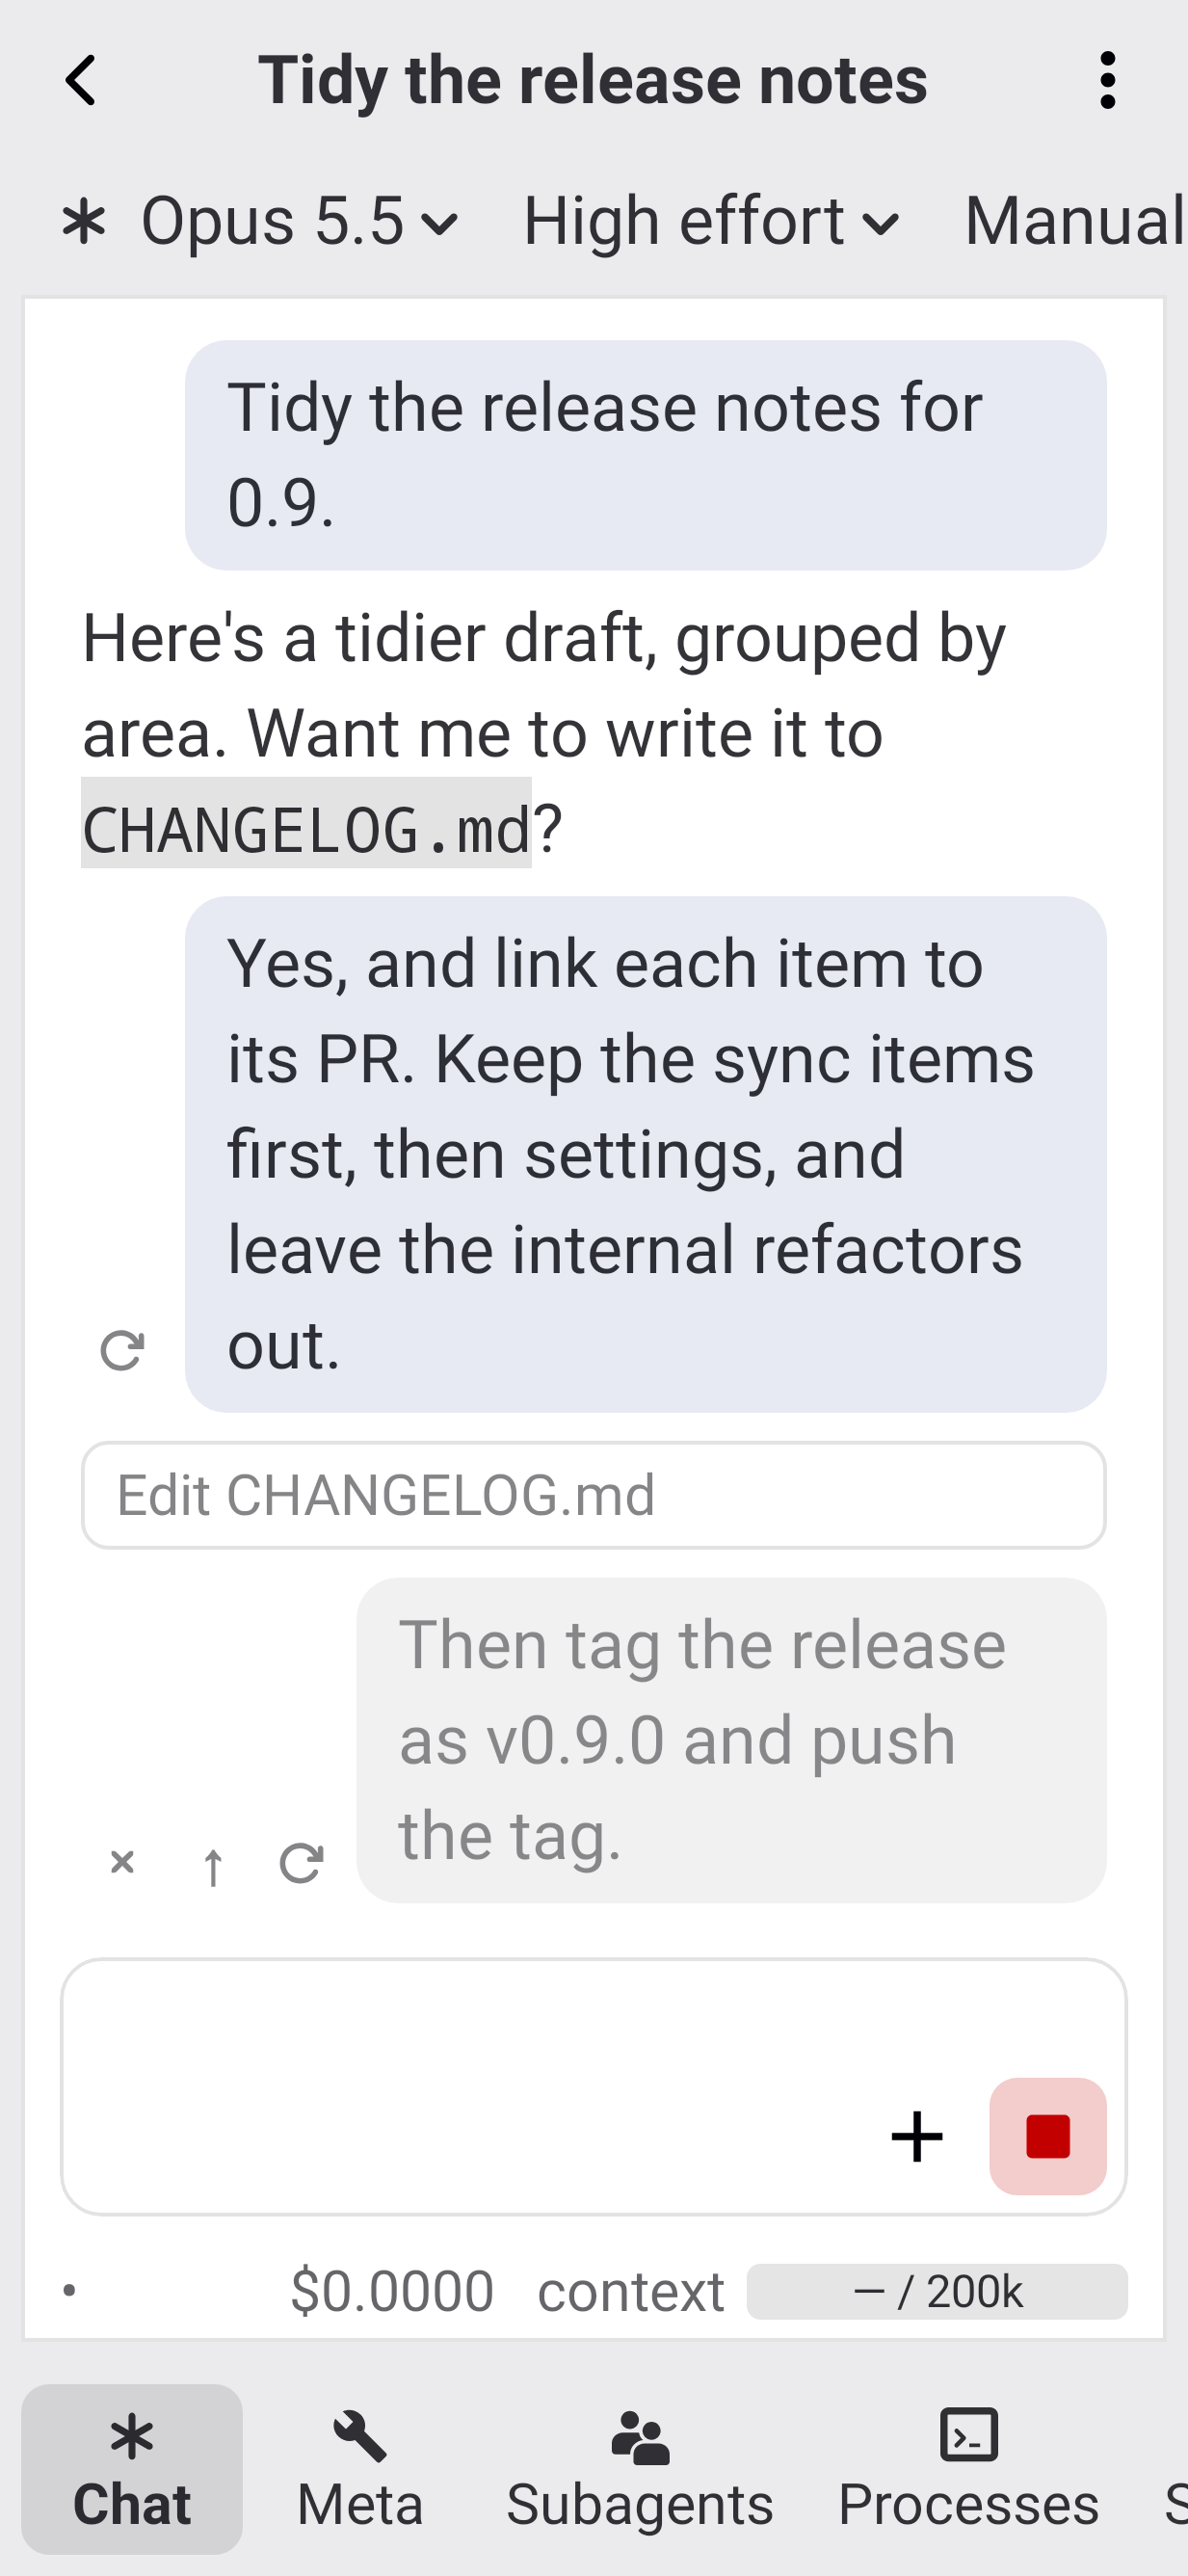 Tidy the release notes
Opus 5.5 High effort Manual
Tidy the release notes for
0.9.
Here's a tidier draft, grouped by
area. Want me to write it to
CHANGELOG.md?
Yes, and link each item to
its PR. Keep the sync items
first, then settings, and
leave the internal refactors
out.
Edit CHANGELOG.md
Then tag the release
as v0.9.0 and push
the tag.
$0.0000 context — / 200k
Chat Meta Subagents Processes S